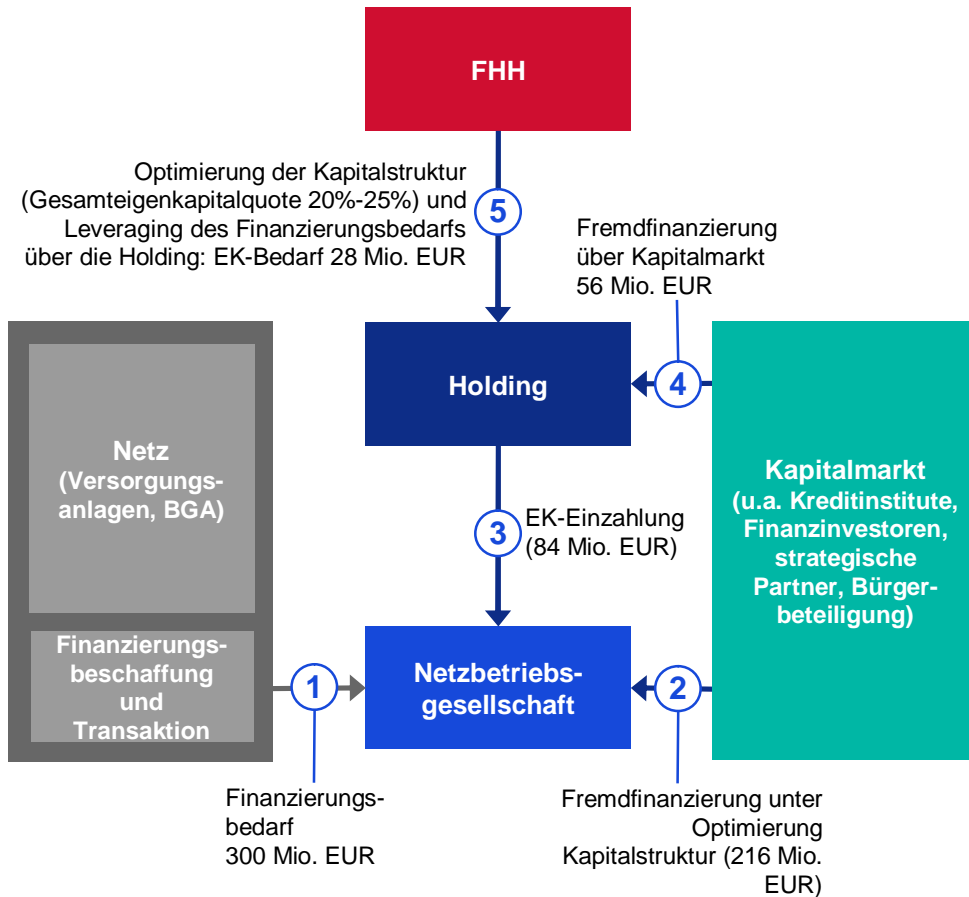 FHH
Optimierung der Kapitalstruktur
(Gesamteigenkapitalquote 20%-25%) und
Leveraging des Finanzierungsbedarfs
über die Holding: EK-Bedarf 28 Mio. EUR
5
Fremdfinanzierung
über Kapitalmarkt
56 Mio. EUR
Holding
4
Netz
(Versorgungs-
anlagen, BGA)
Kapitalmarkt
(u.a. Kreditinstitute,
Finanzinvestoren,
strategische
Partner, Bürger-
beteiligung)
3
EK-Einzahlung
(84 Mio. EUR)
Finanzierungs-
beschaffung
und
Transaktion
1
Netzbetriebs-
gesellschaft
2
Finanzierungs-
bedarf
300 Mio. EUR
Fremdfinanzierung unter
Optimierung
Kapitalstruktur (216 Mio.
EUR)